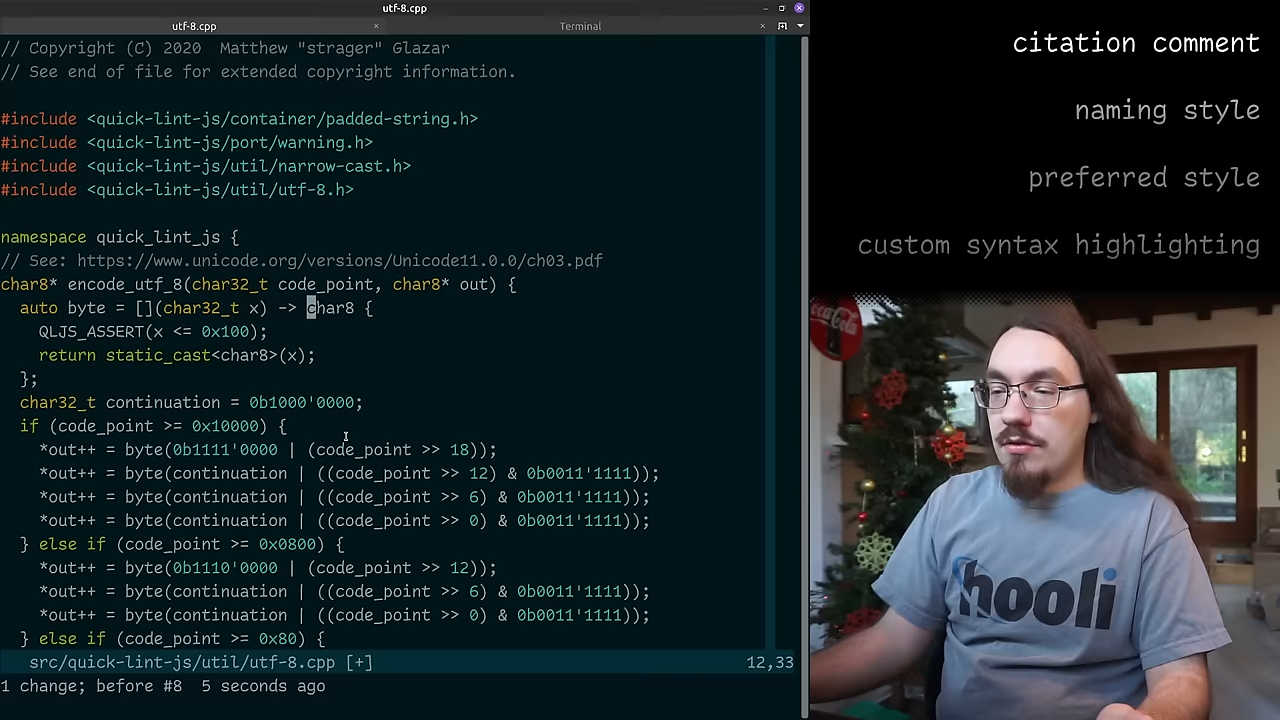 utf-8.cpp
utf-8.cpp
Terminal
// Copyright (C) 2020  Matthew "strager" Glazar
// See end of file for extended copyright information.
#include <quick-lint-js/container/padded-string.h>
#include <quick-lint-js/port/warning.h>
#include <quick-lint-js/util/narrow-cast.h>
#include <quick-lint-js/util/utf-8.h>
namespace quick_lint_js {
// See: https://www.unicode.org/versions/Unicode11.0.0/ch03.pdf
char8* encode_utf_8(char32_t code_point, char8* out) {
  auto byte = [](char32_t x) -> char8 {
    QLJS_ASSERT(x <= 0x100);
    return static_cast<char8>(x);
  };
  char32_t continuation = 0b1000'0000;
  if (code_point >= 0x10000) {
    *out++ = byte(0b1111'0000 | (code_point >> 18));
    *out++ = byte(continuation | ((code_point >> 12) & 0b0011'1111));
    *out++ = byte(continuation | ((code_point >> 6) & 0b0011'1111));
    *out++ = byte(continuation | ((code_point >> 0) & 0b0011'1111));
  } else if (code_point >= 0x0800) {
    *out++ = byte(0b1110'0000 | (code_point >> 12));
    *out++ = byte(continuation | ((code_point >> 6) & 0b0011'1111));
    *out++ = byte(continuation | ((code_point >> 0) & 0b0011'1111));
  } else if (code_point >= 0x80) {
src/quick-lint-js/util/utf-8.cpp [+]
12,33
1 change; before #8  5 seconds ago
citation comment
naming style
preferred style
custom syntax highlighting
Coca-Cola
hooli